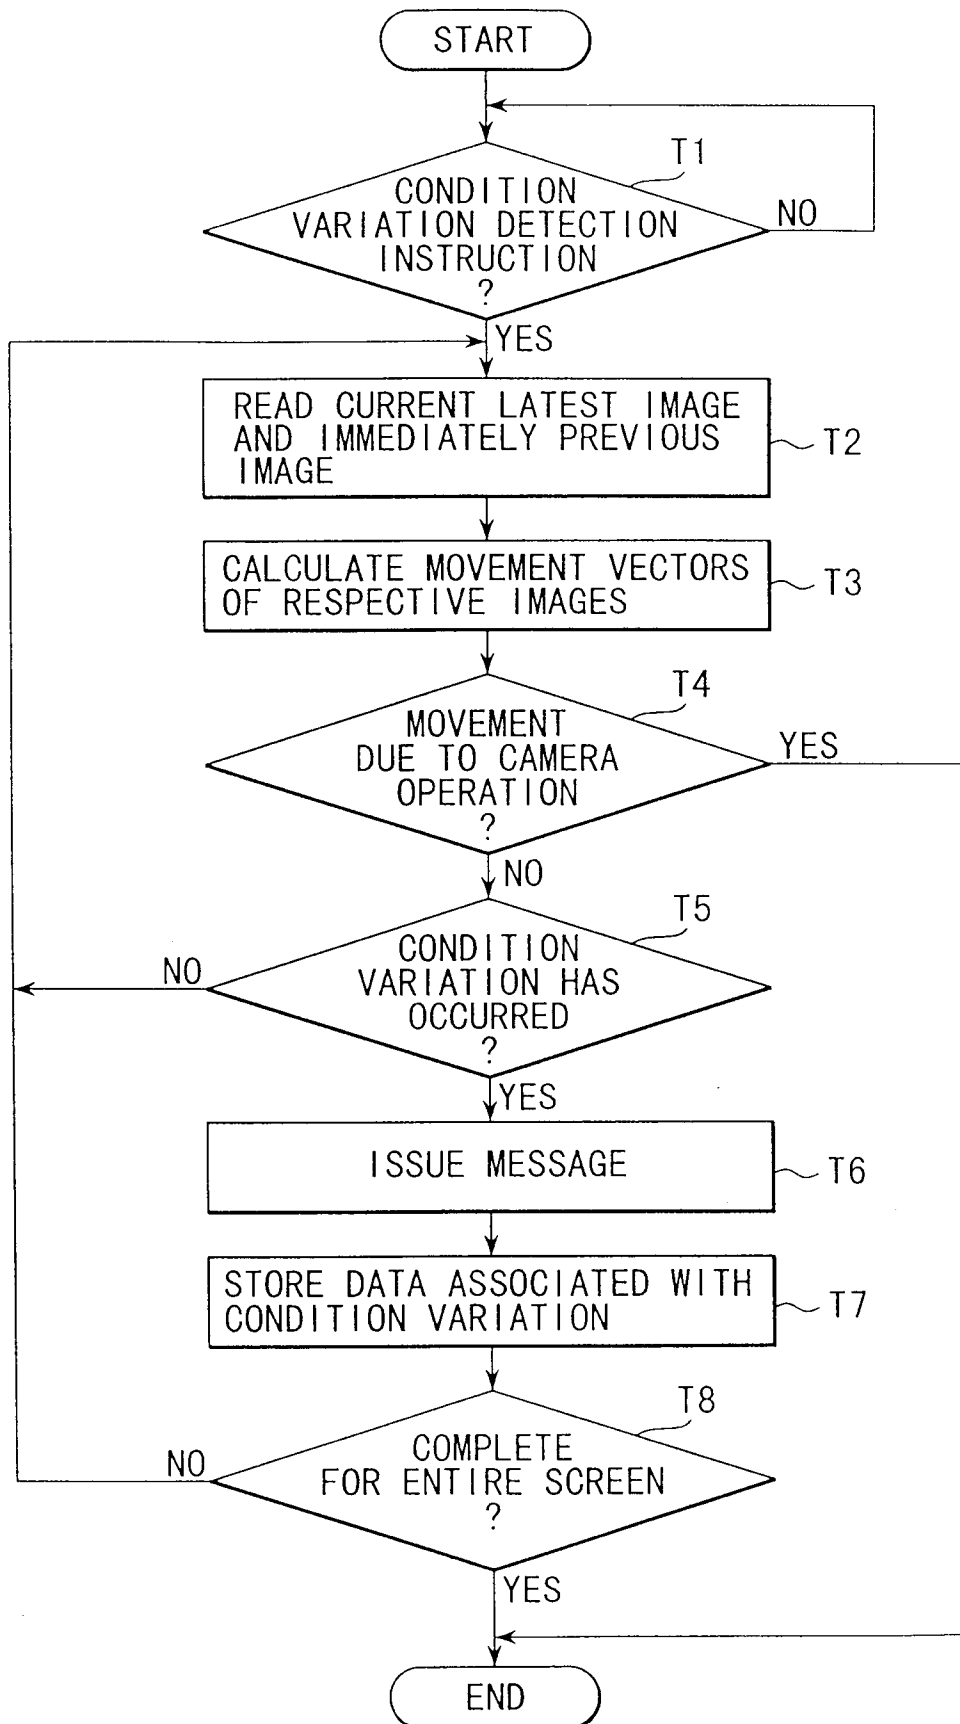 START
T1
CONDITION
VARIATION DETECTION
INSTRUCTION
?
NO
YES
READ CURRENT LATEST IMAGE
AND IMMEDIATELY PREVIOUS
IMAGE
T2
CALCULATE MOVEMENT VECTORS
OF RESPECTIVE IMAGES
T3
T4
MOVEMENT
DUE TO CAMERA
OPERATION
?
YES
NO
T5
CONDITION
VARIATION HAS
OCCURRED
?
NO
YES
ISSUE MESSAGE
T6
STORE DATA ASSOCIATED WITH
CONDITION VARIATION
T7
T8
COMPLETE
FOR ENTIRE SCREEN
?
NO
YES
END